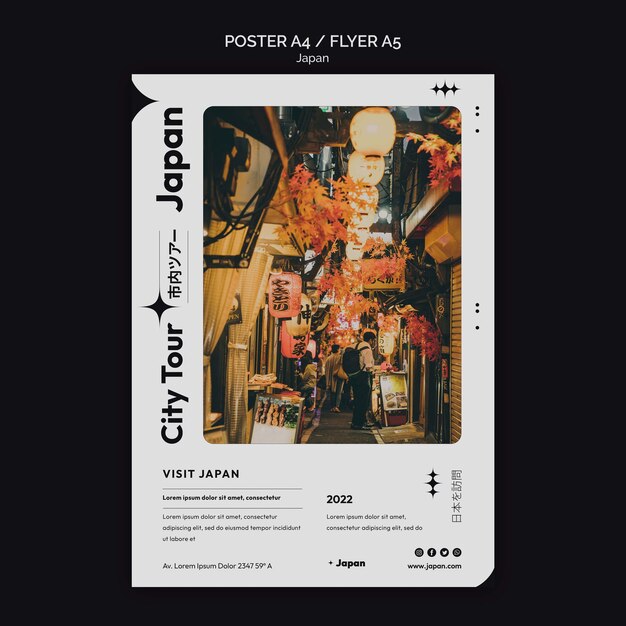 POSTER A4 / FLYER A5
Japan
Japan
市内ツアー
City Tour
VISIT JAPAN
Lorem ipsum dolor sit amet, consectetur
Lorem ipsum dolor sit amet, consectetur
adipiscing elit, sed do eiusmod
tempor incididunt
ut labore et
2022
Lorem ipsum dolor sit amet,
consectetur adipiscing elit, sed do
日本を訪問
Av. Lorem Ipsum Dolor 2347 59º A
Japan
www.japan.com